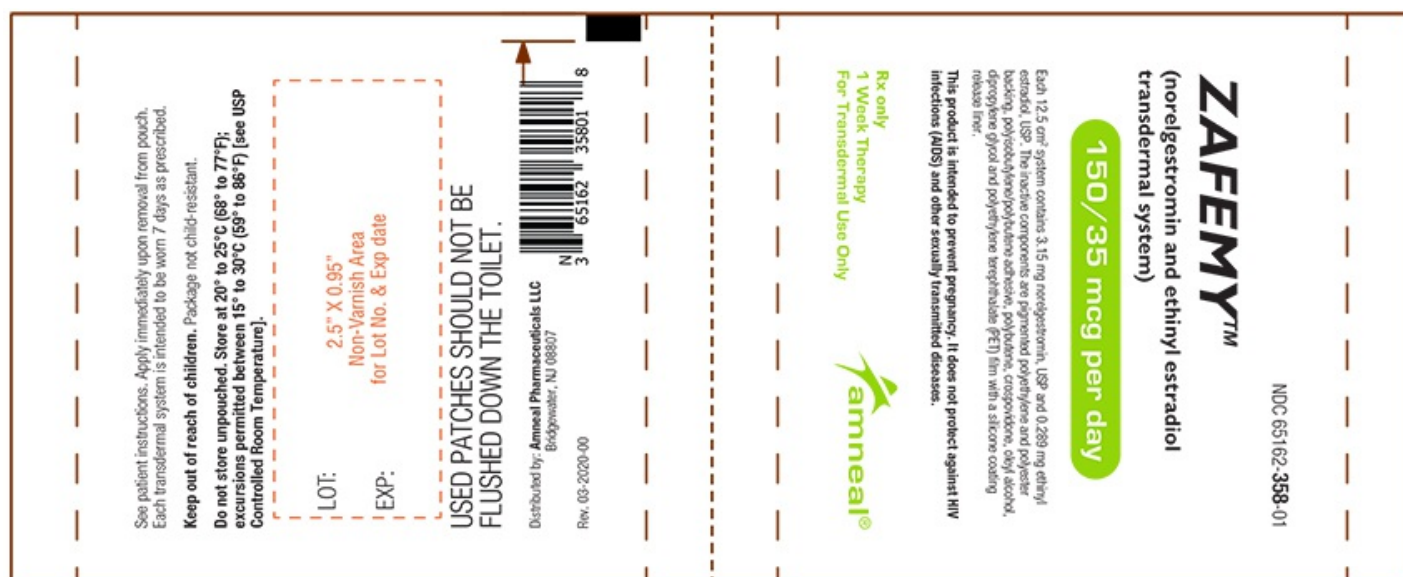 See patient instructions. Apply immediately upon removal from pouch.
Each transdermal system is intended to be worn 7 days as prescribed.
Keep out of reach of children. Package not child-resistant.
Do not store unpouched. Store at 20° to 25°C (68° to 77°F);
excursions permitted between 15° to 30°C (59° to 86°F) [see USP
Controlled Room Temperature].
2.5" X 0.95"
Non-Varnish Area
for Lot No. & Exp date
LOT:
EXP:
USED PATCHES SHOULD NOT BE
FLUSHED DOWN THE TOILET.
N
3 65162 35801 8
Distributed by: Amneal Pharmaceuticals LLC
Bridgewater, NJ 08807
Rev. 03-2020-00
NDC 65162-358-01
ZAFEMY™
(norelgestromin and ethinyl estradiol
transdermal system)
150/35 mcg per day
Each 12.5 cm² system contains 3.15 mg norelgestromin, USP and 0.289 mg ethinyl
estradiol, USP. The inactive components are pigmented polyethylene and polyester
backing, polyisobutylene/polybutene adhesive, polybutene, crospovidone, oleyl alcohol,
dipropylene glycol and polyethylene terephthalate (PET) film with a silicone coating
release liner.
This product is intended to prevent pregnancy. It does not protect against HIV
infections (AIDS) and other sexually transmitted diseases.
Rx only
1 Week Therapy
For Transdermal Use Only
amneal®